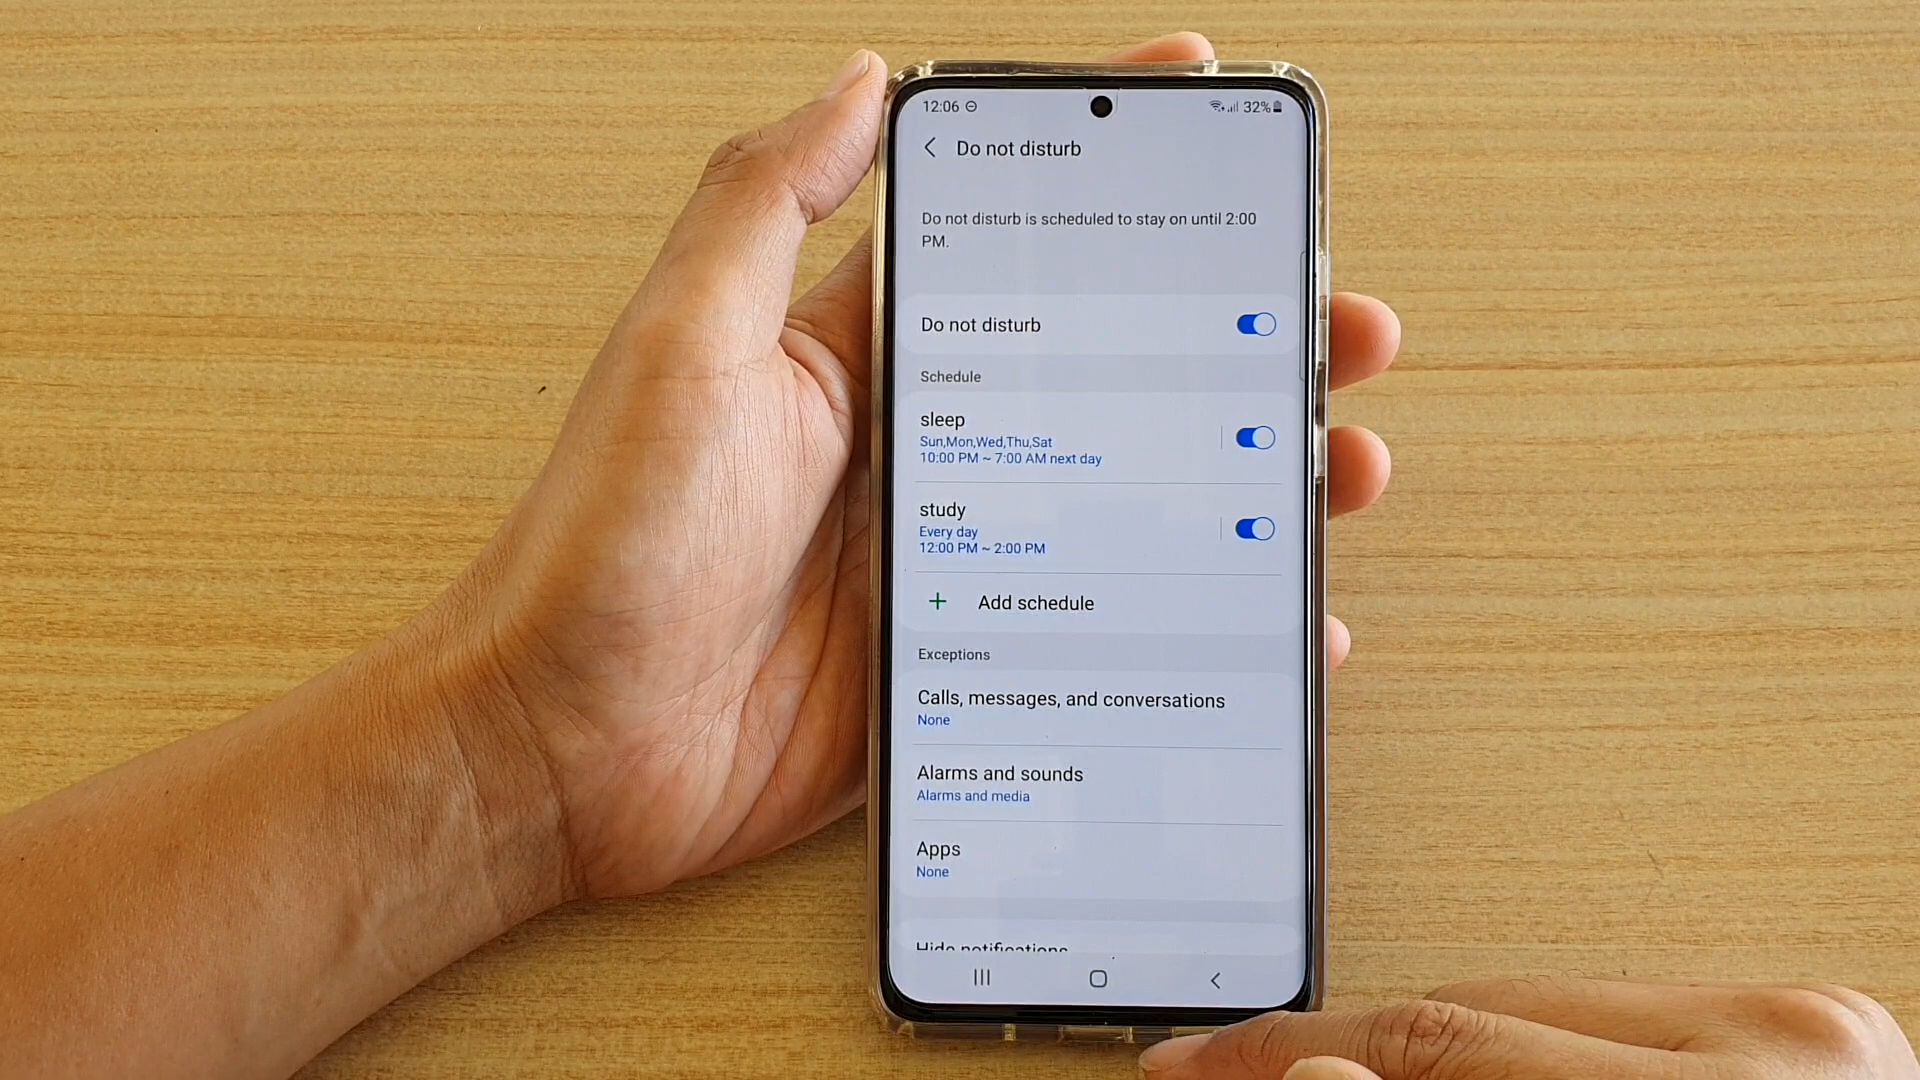 12:06
32%
Do not disturb
Do not disturb is scheduled to stay on until 2:00
PM.
Do not disturb
Schedule
sleep
Sun,Mon,Wed,Thu,Sat
10:00 PM ~ 7:00 AM next day
study
Every day
12:00 PM ~ 2:00 PM
+ Add schedule
Exceptions
Calls, messages, and conversations
None
Alarms and sounds
Alarms and media
Apps
None
Hide notifications